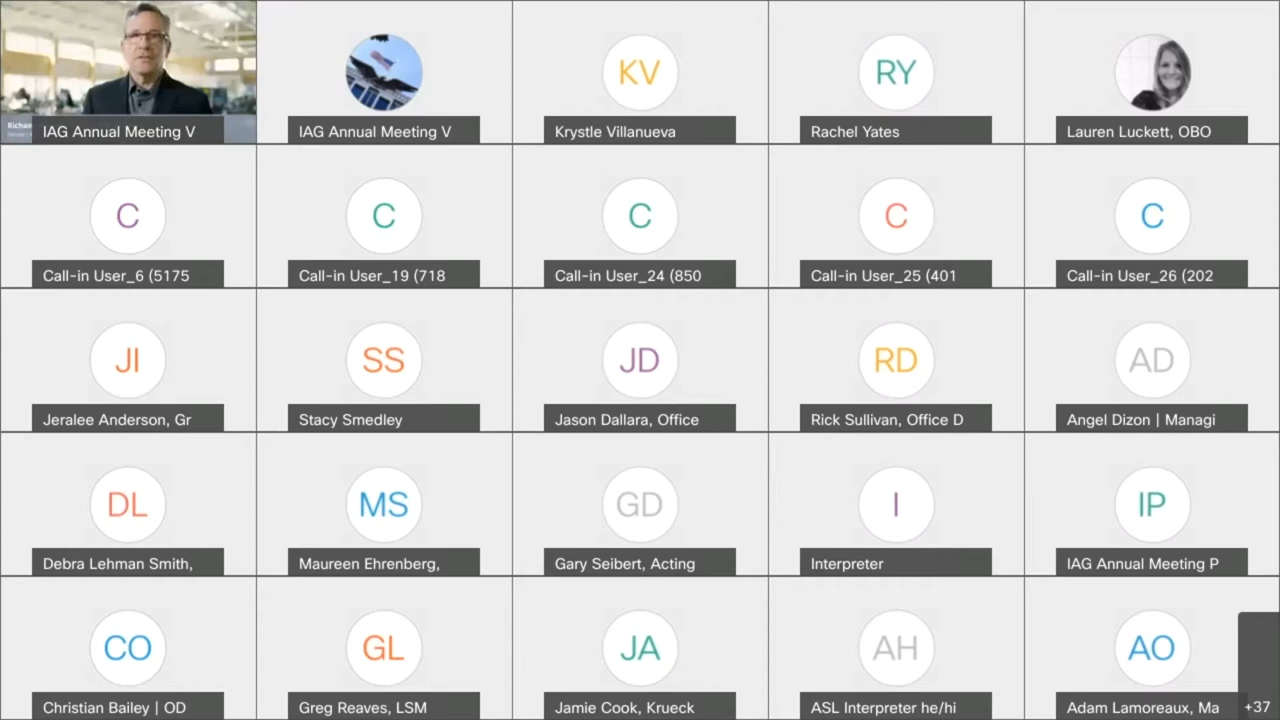 Richar
IAG Annual Meeting V
IAG Annual Meeting V
KV
Krystle Villanueva
RY
Rachel Yates
Lauren Luckett, OBO
C
Call-in User_6 (5175
C
Call-in User_19 (718
C
Call-in User_24 (850
C
Call-in User_25 (401
C
Call-in User_26 (202
JI
Jeralee Anderson, Gr
SS
Stacy Smedley
JD
Jason Dallara, Office
RD
Rick Sullivan, Office D
AD
Angel Dizon | Managi
DL
Debra Lehman Smith,
MS
Maureen Ehrenberg,
GD
Gary Seibert, Acting
I
Interpreter
IP
IAG Annual Meeting P
CO
Christian Bailey | OD
GL
Greg Reaves, LSM
JA
Jamie Cook, Krueck
AH
ASL Interpreter he/hi
AO
Adam Lamoreaux, Ma
+37